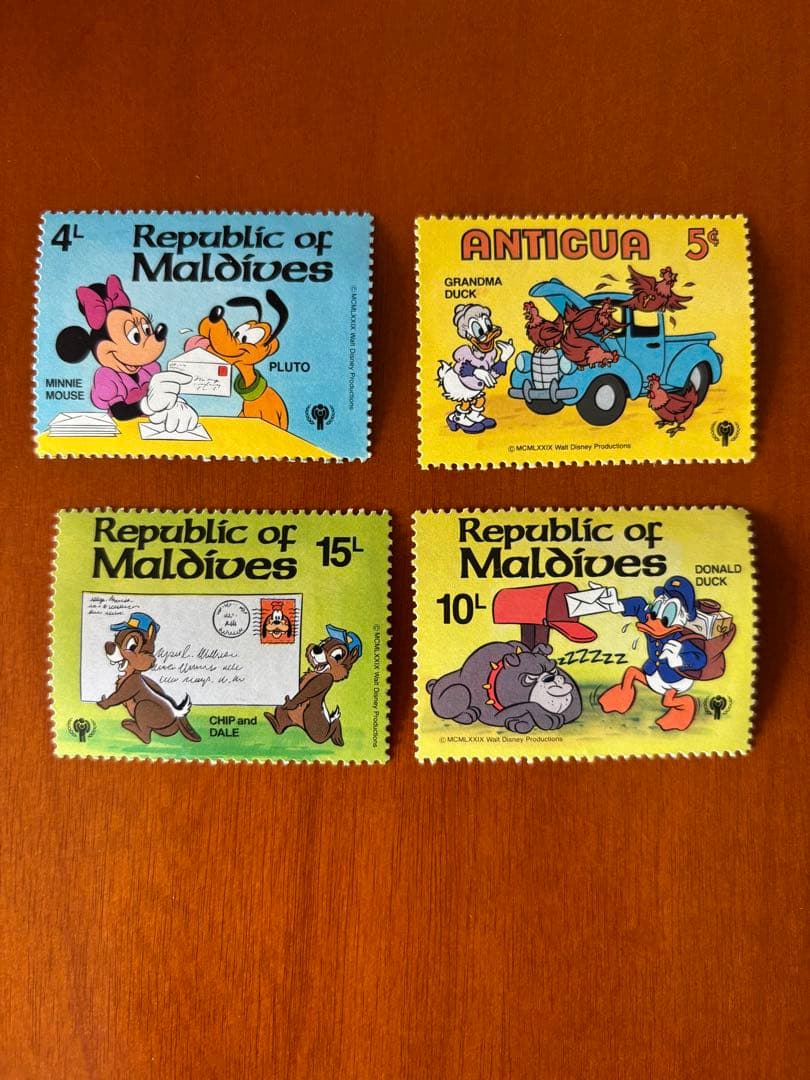 4L
Republic of
Maldives
MINNIE
MOUSE
PLUTO
© MCMLXXIX Walt Disney Productions
ANTIGUA
5¢
GRANDMA
DUCK
© MCMLXXIX Walt Disney Productions
Republic of
Maldives
15L
CHIP and
DALE
© MCMLXXIX Walt Disney Productions
Republic of
Maldives
10L
DONALD
DUCK
zZZZZZ
© MCMLXXIX Walt Disney Productions